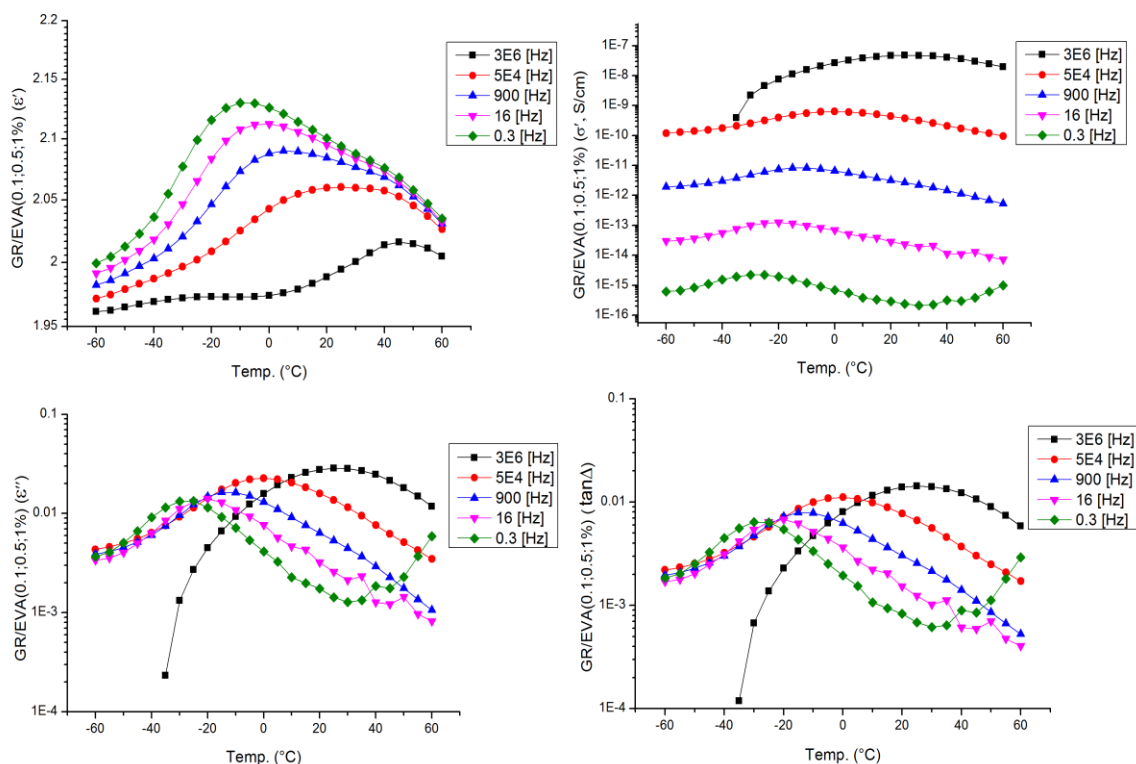 2.2
2.15
2.1
2.05
2
1.95
GR/EVA(0.1:0.5:1%) (ε')
-60 -40 -20 0 20 40 60
Temp. (°C)
3E6 [Hz]
5E4 [Hz]
900 [Hz]
16 [Hz]
0.3 [Hz]
1E-7
1E-8
1E-9
1E-10
1E-11
1E-12
1E-13
1E-14
1E-15
1E-16
GR/EVA(0.1:0.5:1%) (σ', S/cm)
-60 -40 -20 0 20 40 60
Temp. (°C)
3E6 [Hz]
5E4 [Hz]
900 [Hz]
16 [Hz]
0.3 [Hz]
0.1
0.01
1E-3
1E-4
GR/EVA(0.1:0.5:1%) (ε'')
-60 -40 -20 0 20 40 60
Temp. (°C)
3E6 [Hz]
5E4 [Hz]
900 [Hz]
16 [Hz]
0.3 [Hz]
0.1
0.01
1E-3
1E-4
GR/EVA(0.1:0.5:1%) (tanΔ)
-60 -40 -20 0 20 40 60
Temp. (°C)
3E6 [Hz]
5E4 [Hz]
900 [Hz]
16 [Hz]
0.3 [Hz]